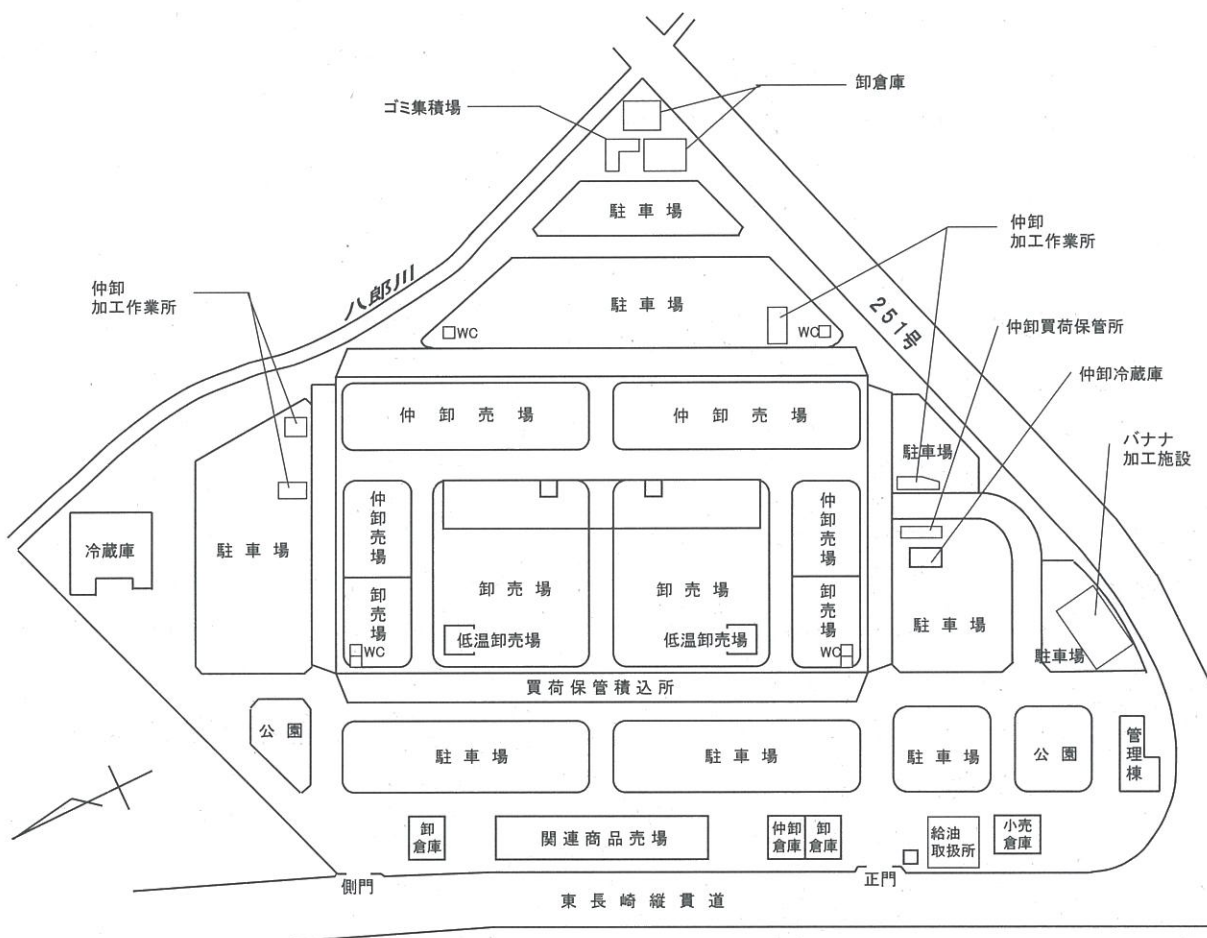 卸倉庫
ゴミ集積場
駐車場
仲卸
加工作業所
仲卸
加工作業所
八郎川
駐車場
251号
WC
WC
仲卸買荷保管所
仲卸冷蔵庫
仲卸売場
仲卸売場
バナナ
加工施設
駐車場
仲卸売場
仲卸売場
冷蔵庫
駐車場
卸売場
卸売場
卸売場
卸売場
駐車場
低温卸売場
低温卸売場
WC
WC
駐車場
買荷保管積込所
公園
駐車場
駐車場
駐車場
公園
管理棟
卸
倉庫
関連商品売場
仲卸
倉庫
卸
倉庫
給油
取扱所
小売
倉庫
側門
正門
東長崎縦貫道